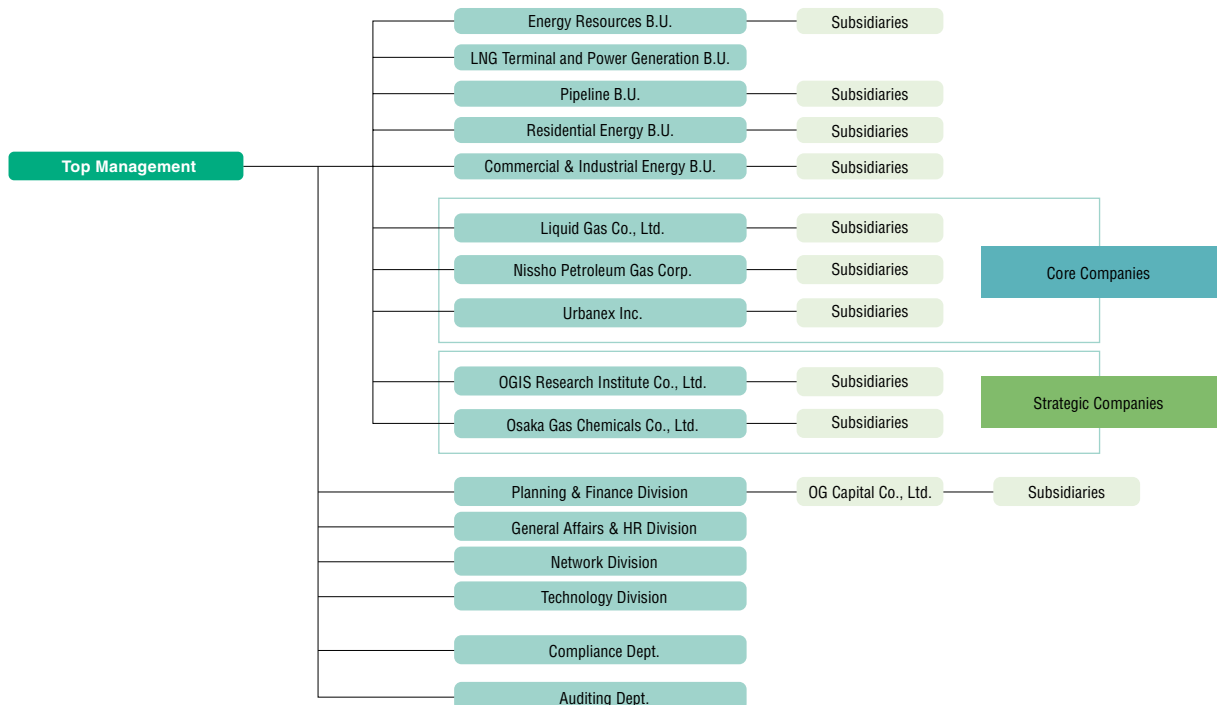 Energy Resources B.U.
Subsidiaries
LNG Terminal and Power Generation B.U.
Pipeline B.U.
Subsidiaries
Residential Energy B.U.
Subsidiaries
Top Management
Commercial & Industrial Energy B.U.
Subsidiaries
Liquid Gas Co., Ltd.
Subsidiaries
Nissho Petroleum Gas Corp.
Subsidiaries
Core Companies
Urbanex Inc.
Subsidiaries
OGIS Research Institute Co., Ltd.
Subsidiaries
Strategic Companies
Osaka Gas Chemicals Co., Ltd.
Subsidiaries
Planning & Finance Division
OG Capital Co., Ltd.
Subsidiaries
General Affairs & HR Division
Network Division
Technology Division
Compliance Dept.
Auditing Dept.